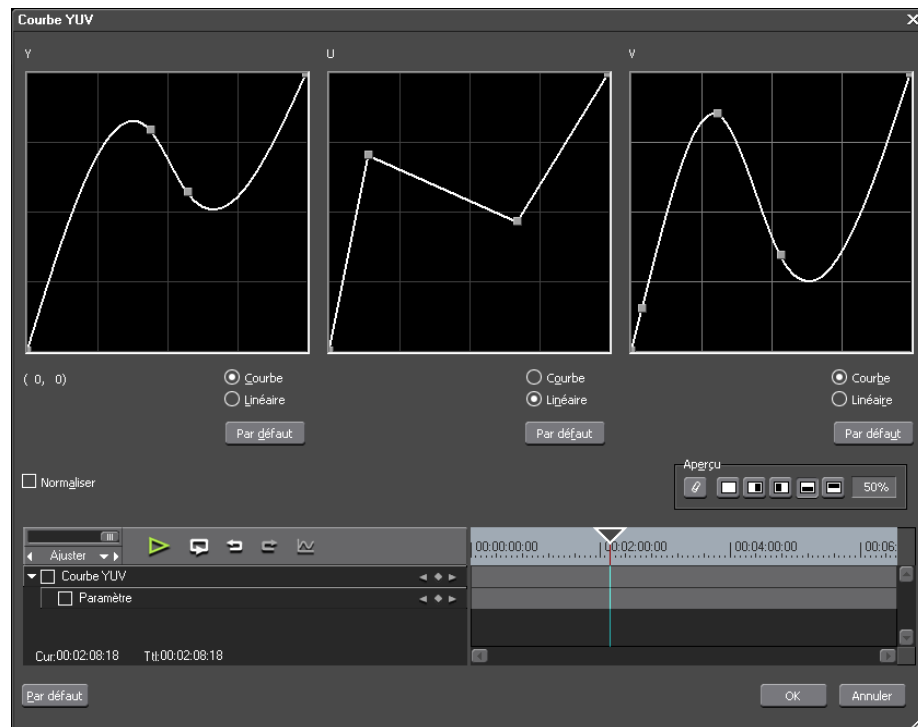 Courbe YUV
Y U V
( 0, 0)
Courbe
Linéaire
Par défaut
Courbe
Linéaire
Par défaut
Courbe
Linéaire
Par défaut
Normaliser
Aperçu
50%
Ajuster
00:00:00:00 00:02:00:00 00:04:00:00 00:06:
Courbe YUV
Paramètre
Cur:00:02:08:18 Ttl:00:02:08:18
Par défaut OK Annuler